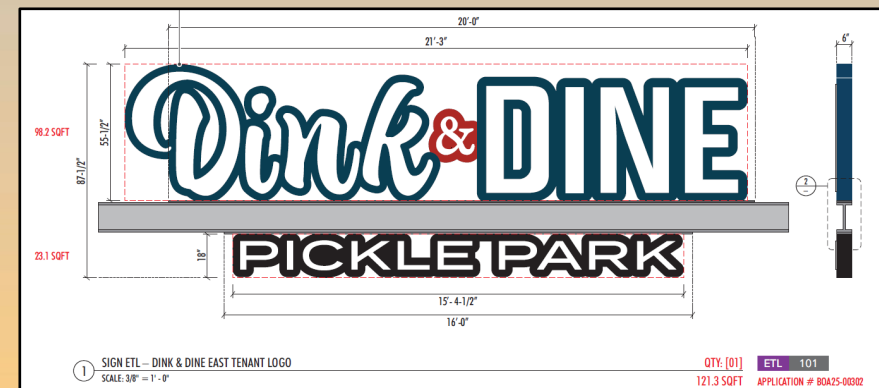 20'-0"
21'-3"
6"
98.2 SQFT
55-1/2"
87-1/2"
Dink & DINE
2
–
23.1 SQFT
18"
PICKLE PARK
15'- 4-1/2"
16'-0"
1
SIGN ETL – DINK & DINE EAST TENANT LOGO
SCALE: 3/8" = 1' - 0"
QTY: [01]
ETL 101
121.3 SQFT
APPLICATION # BOA25-00302